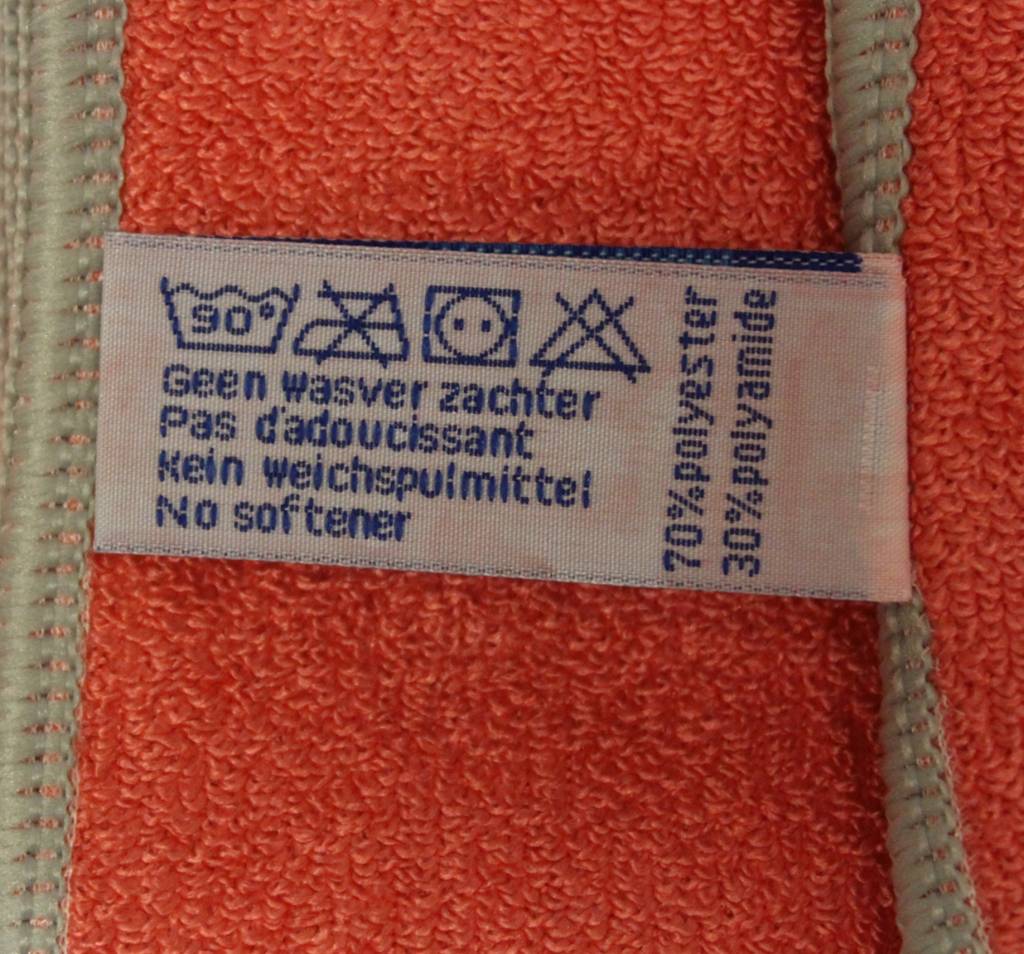 90°
Geen wasver zachter
Pas d'adoucissant
Kein weichspulmittel
No softener
70%polyester
30%polyamide